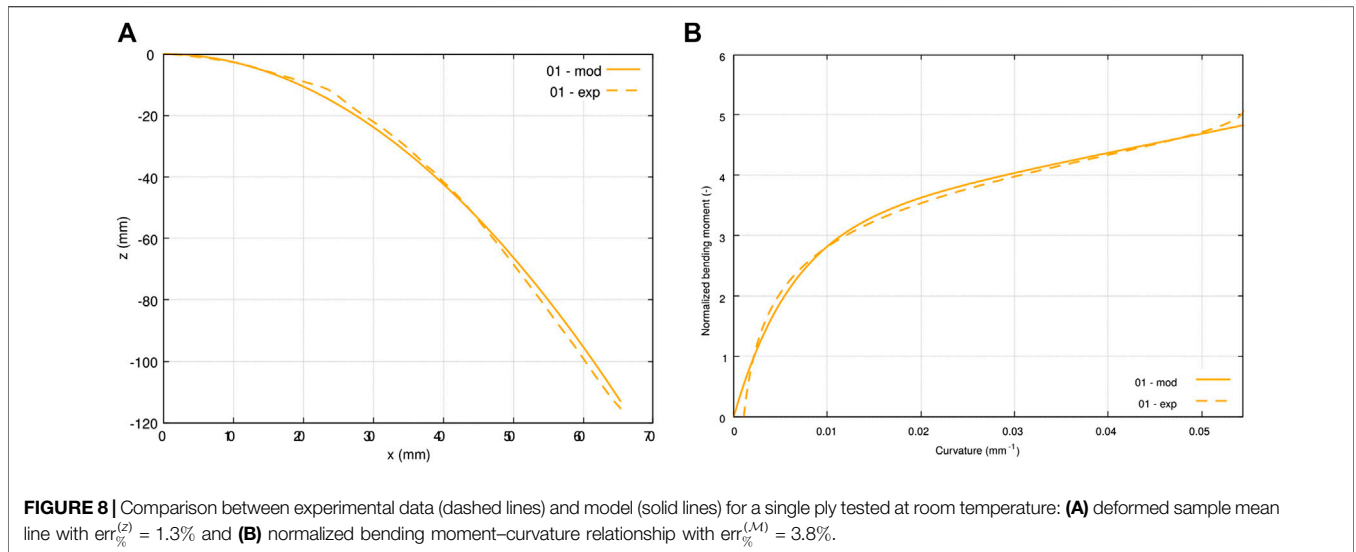 A
0
-20
-40
-60
-80
-100
-120
0
10
20
30
40
50
60
70
z (mm)
x (mm)
01 - mod
01 - exp
B
6
5
4
3
2
1
0
0
0.01
0.02
0.03
0.04
0.05
Normalized bending moment (-)
Curvature (mm⁻¹)
01 - mod
01 - exp
FIGURE 8 | Comparison between experimental data (dashed lines) and model (solid lines) for a single ply tested at room temperature: (A) deformed sample mean
line with err%^(z) = 1.3% and (B) normalized bending moment–curvature relationship with err%^(M) = 3.8%.